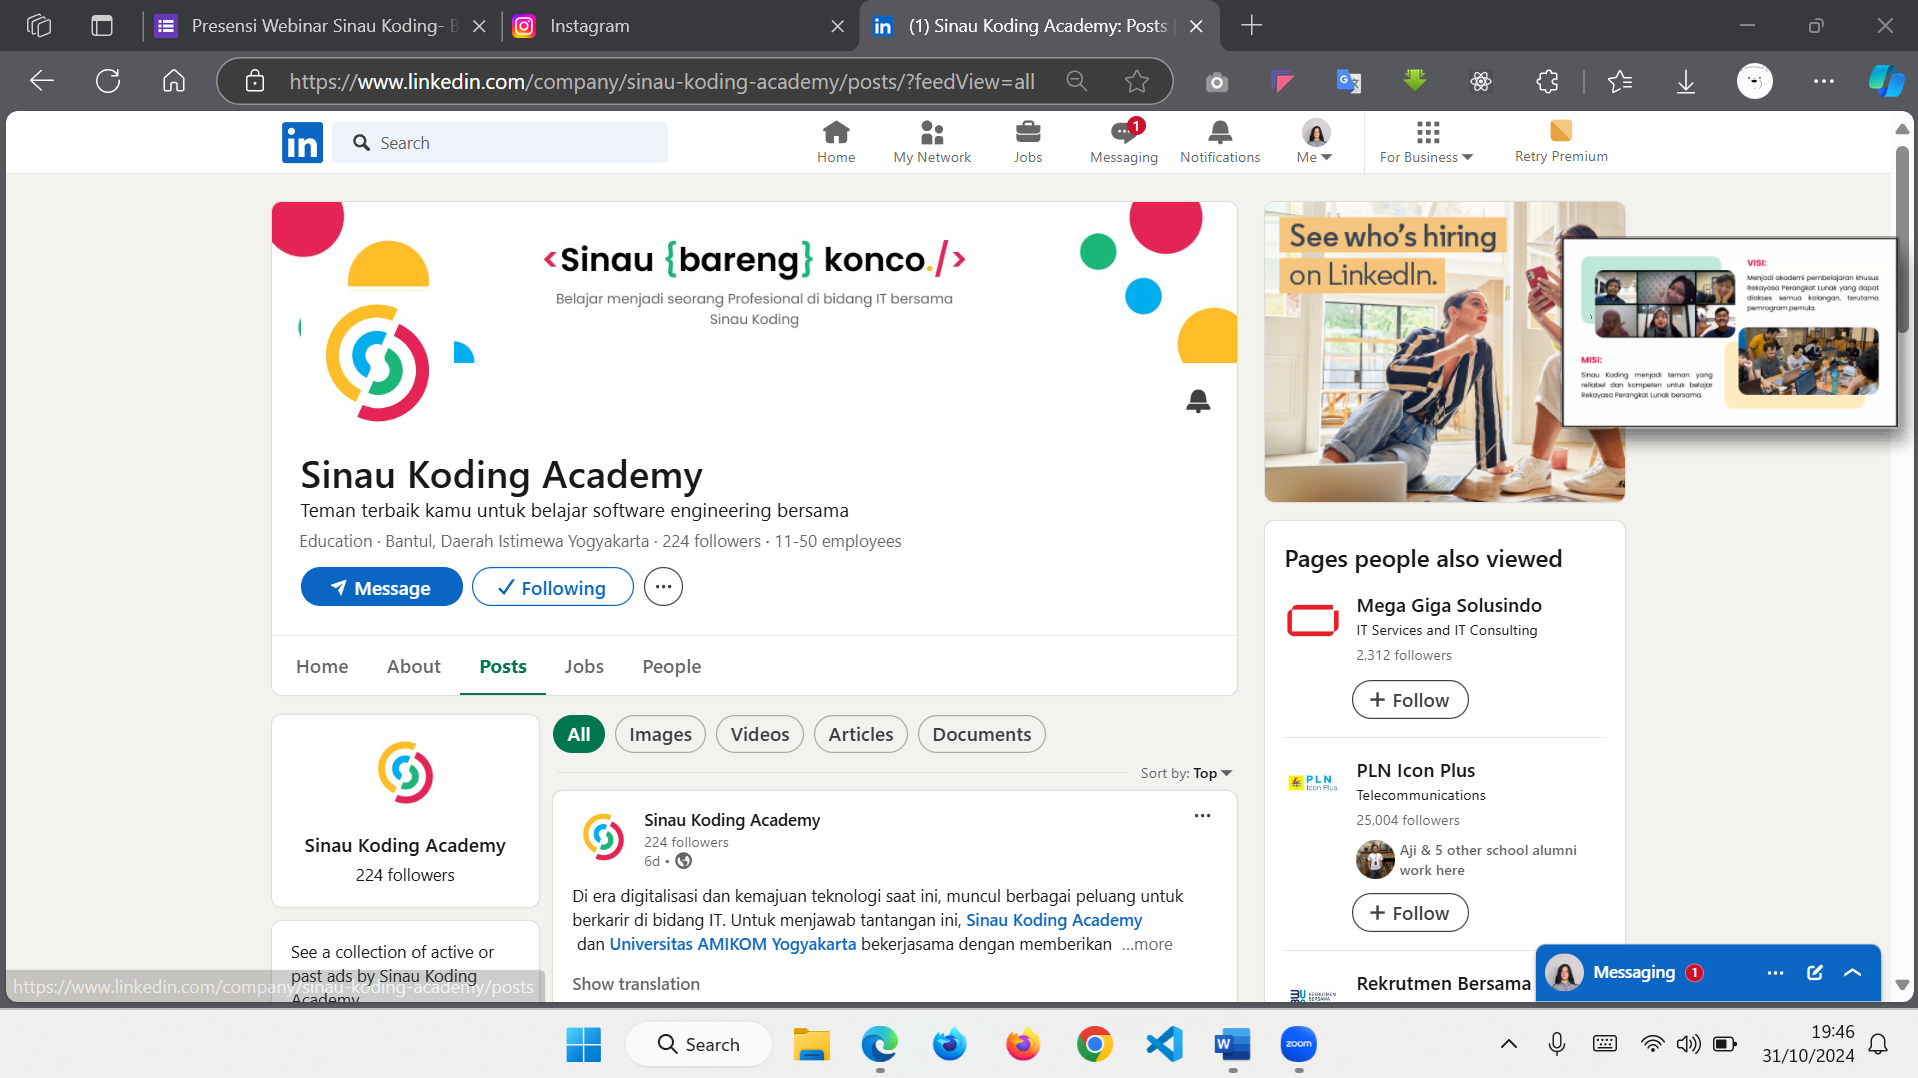 Presensi Webinar Sinau Koding- B
Instagram
(1) Sinau Koding Academy: Posts |
https://www.linkedin.com/company/sinau-koding-academy/posts/?feedView=all
in Search
Home
My Network
Jobs
1
Messaging
Notifications
Me
For Business
Retry Premium
<Sinau {bareng} konco./>
Belajar menjadi seorang Profesional di bidang IT bersama
Sinau Koding
Sinau Koding Academy
Teman terbaik kamu untuk belajar software engineering bersama
Education · Bantul, Daerah Istimewa Yogyakarta · 224 followers · 11-50 employees
Message
Following
Home
About
Posts
Jobs
People
Sinau Koding Academy
224 followers
See a collection of active or
past ads by Sinau Koding
Academy
https://www.linkedin.com/company/sinau-koding-academy/posts
All
Images
Videos
Articles
Documents
Sort by: Top
Sinau Koding Academy
224 followers
6d •
Di era digitalisasi dan kemajuan teknologi saat ini, muncul berbagai peluang untuk
berkarir di bidang IT. Untuk menjawab tantangan ini, Sinau Koding Academy
dan Universitas AMIKOM Yogyakarta bekerjasama dengan memberikan ...more
Show translation
See who's hiring
on LinkedIn.
VISI:
Menjadi akademi pembelajaran khusus
Rekayasa Perangkat Lunak yang dapat
diakses semua kalangan, terutama
pemrogram pemula.
MISI:
Sinau Koding menjadi teman yang
reliabel dan kompeten untuk belajar
Rekayasa Perangkat Lunak bersama.
Pages people also viewed
Mega Giga Solusindo
IT Services and IT Consulting
2,312 followers
+ Follow
PLN
Icon Plus
PLN Icon Plus
Telecommunications
25,004 followers
Aji & 5 other school alumni
work here
+ Follow
REKRUTMEN
BERSAMA
Rekrutmen Bersama
Messaging 1
Search
W
zoom
19:46
31/10/2024